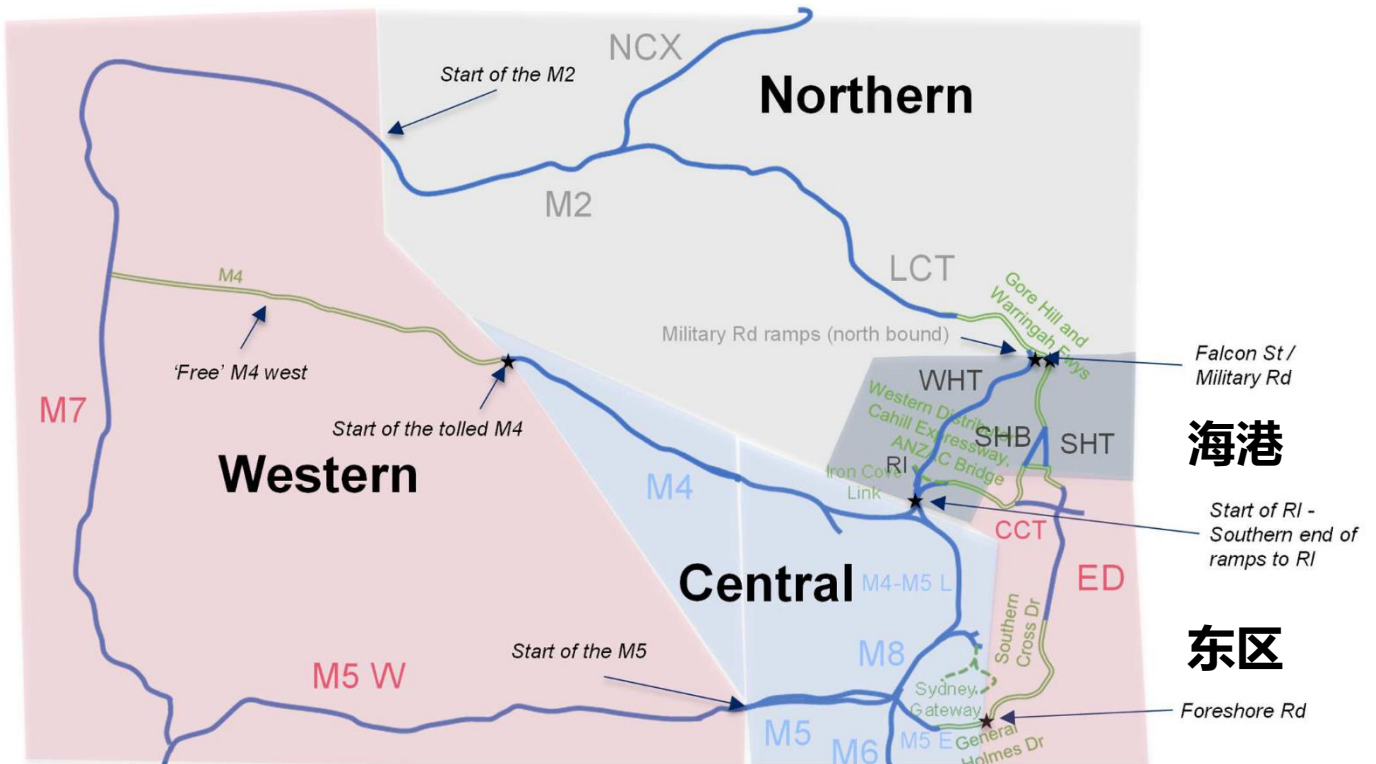 NCX
Start of the M2
Northern
M2
LCT
M4
Gore Hill and
Warringah Fwys
Military Rd ramps (north bound)
Falcon St /
Military Rd
'Free' M4 west
WHT
M7
Western Distributor,
Cahill Expressway,
ANZAC Bridge
Start of the tolled M4
SHB
SHT
海港
Western
RI
M4
Iron Cove
Link
Start of RI -
Southern end of
ramps to RI
CCT
Central
M4-M5 L
ED
Southern
Cross Dr
东区
Start of the M5
M8
M5 W
Sydney
Gateway
Foreshore Rd
M5
M5 E
General
Holmes Dr
M6